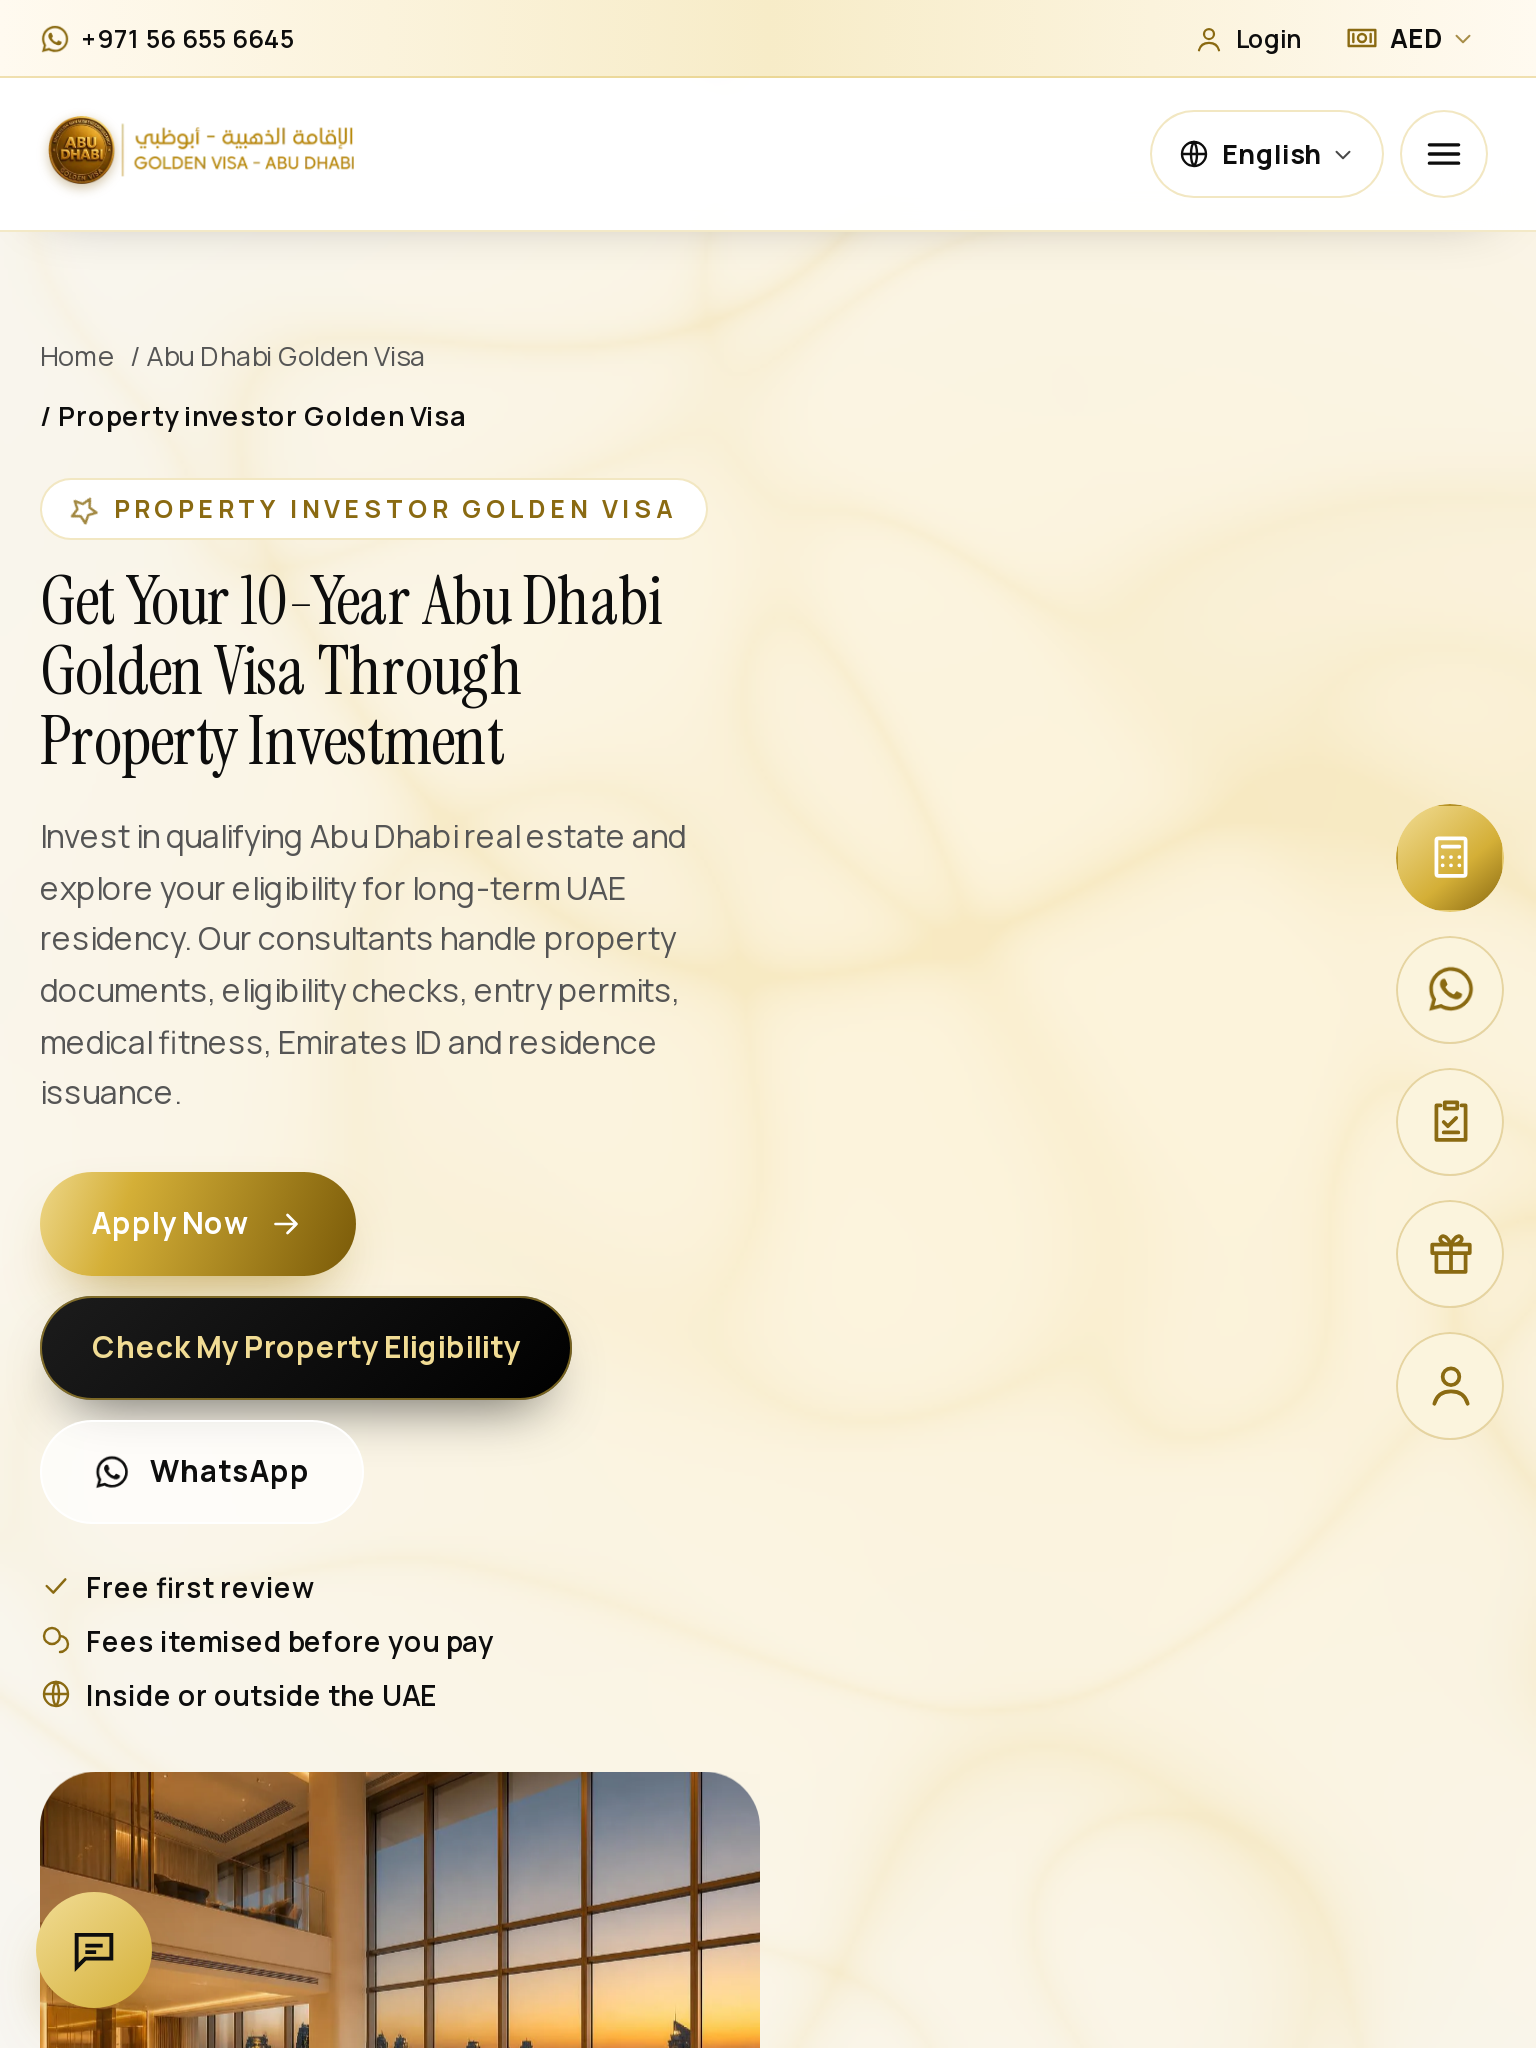 +971 56 655 6645
Login
AED
ABU DHABI
الإقامة الذهبية - أبوظبي
GOLDEN VISA - ABU DHABI
English
Home / Abu Dhabi Golden Visa
/ Property investor Golden Visa
PROPERTY INVESTOR GOLDEN VISA
Get Your 10-Year Abu Dhabi
Golden Visa Through
Property Investment
Invest in qualifying Abu Dhabi real estate and
explore your eligibility for long-term UAE
residency. Our consultants handle property
documents, eligibility checks, entry permits,
medical fitness, Emirates ID and residence
issuance.
Apply Now
Check My Property Eligibility
WhatsApp
Free first review
Fees itemised before you pay
Inside or outside the UAE